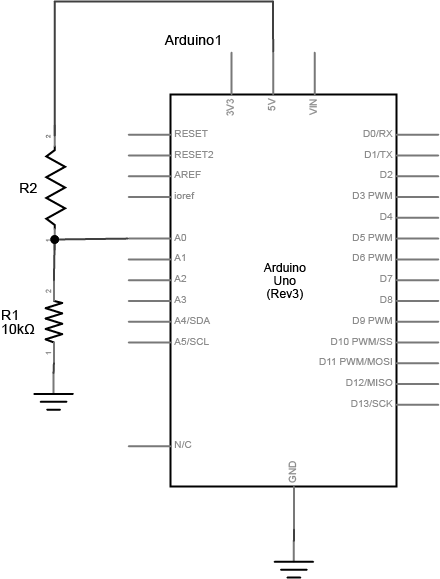 Arduino1
3V3
5V
VIN
RESET
RESET2
AREF
ioref
A0
A1
A2
A3
A4/SDA
A5/SCL
N/C
Arduino
Uno
(Rev3)
D0/RX
D1/TX
D2
D3 PWM
D4
D5 PWM
D6 PWM
D7
D8
D9 PWM
D10 PWM/SS
D11 PWM/MOSI
D12/MISO
D13/SCK
GND
2
R2
2
R1
10kΩ
1